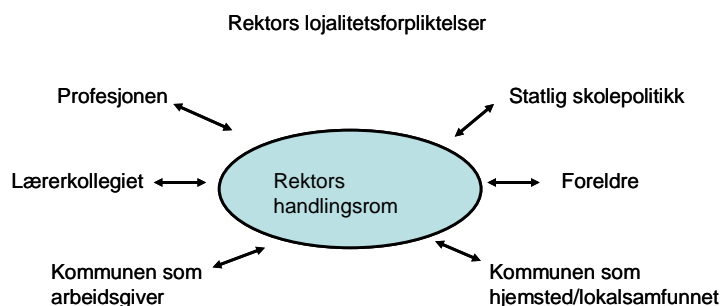 Rektors lojalitetsforpliktelser
Profesjonen
Statlig skolepolitikk
Lærerkollegiet
Rektors
handlingsrom
Foreldre
Kommunen som
arbeidsgiver
Kommunen som
hjemsted/lokalsamfunnet